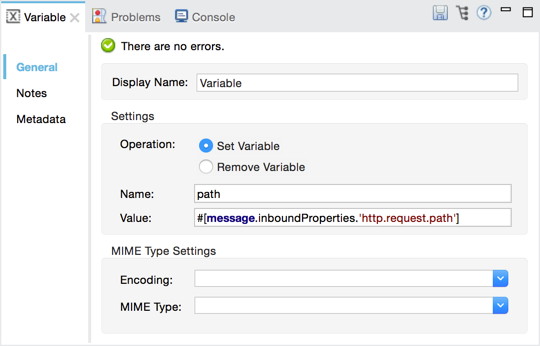 Variable Problems Console
There are no errors.
General
Display Name: Variable
Notes
Metadata
Settings
Operation: Set Variable
Remove Variable
Name: path
Value: #[message.inboundProperties.'http.request.path']
MIME Type Settings
Encoding:
MIME Type: